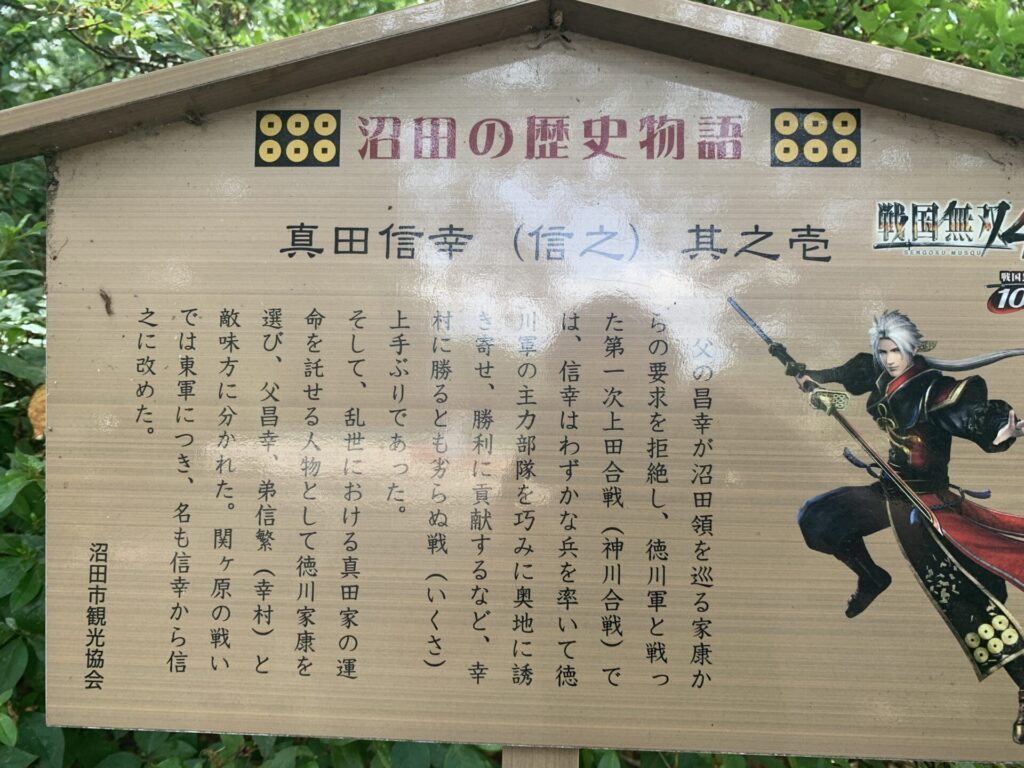 沼田の歴史物語
真田信幸（信之）其之壱
戦国無双4
SENGOKU MUSOU
戦国
10
父の昌幸が沼田領を巡る家康か
らの要求を拒絶し、徳川軍と戦っ
た第一次上田合戦（神川合戦）で
は、信幸はわずかな兵を率いて徳
川軍の主力部隊を巧みに奥地に誘
き寄せ、勝利に貢献するなど、幸
村に勝るとも劣らぬ戦（いくさ）
上手ぶりであった。
そして、乱世における真田家の運
命を託せる人物として徳川家康を
選び、父昌幸、弟信繁（幸村）と
敵味方に分かれた。関ヶ原の戦い
では東軍につき、名も信幸から信
之に改めた。
沼田市観光協会